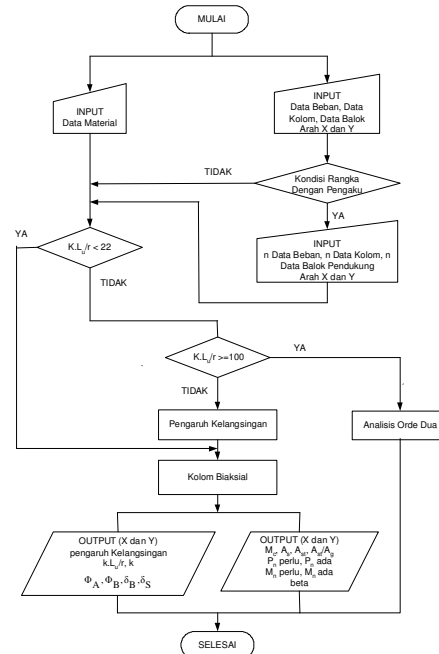 MULAI
INPUT
Data Material
INPUT
Data Beban, Data
Kolom, Data Balok
Arah X dan Y
TIDAK
Kondisi Rangka
Dengan Pengaku
YA
INPUT
n Data Beban, n Data Kolom, n
Data Balok Pendukung
Arah X dan Y
YA
K.Lu/r < 22
TIDAK
K.Lu/r >=100
YA
TIDAK
Pengaruh Kelangsingan
Analisis Orde Dua
Kolom Biaksial
OUTPUT (X dan Y)
pengaruh Kelangsingan
k.Lu/r, k
ΦA, ΦB, δB, δS
OUTPUT (X dan Y)
Mc, As, Ast, Ast/Ag
Pn perlu, Pn ada
Mn perlu, Mn ada
beta
SELESAI